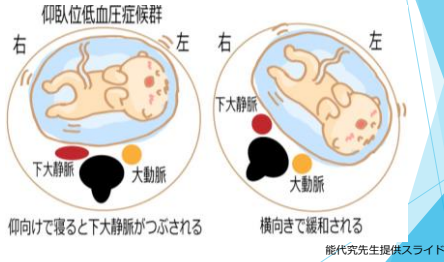 仰臥位低血圧症候群
右
左
下大静脈
大動脈
仰向けで寝ると下大静脈がつぶされる
右
左
下大静脈
大動脈
横向きで緩和される
能代究先生提供スライド